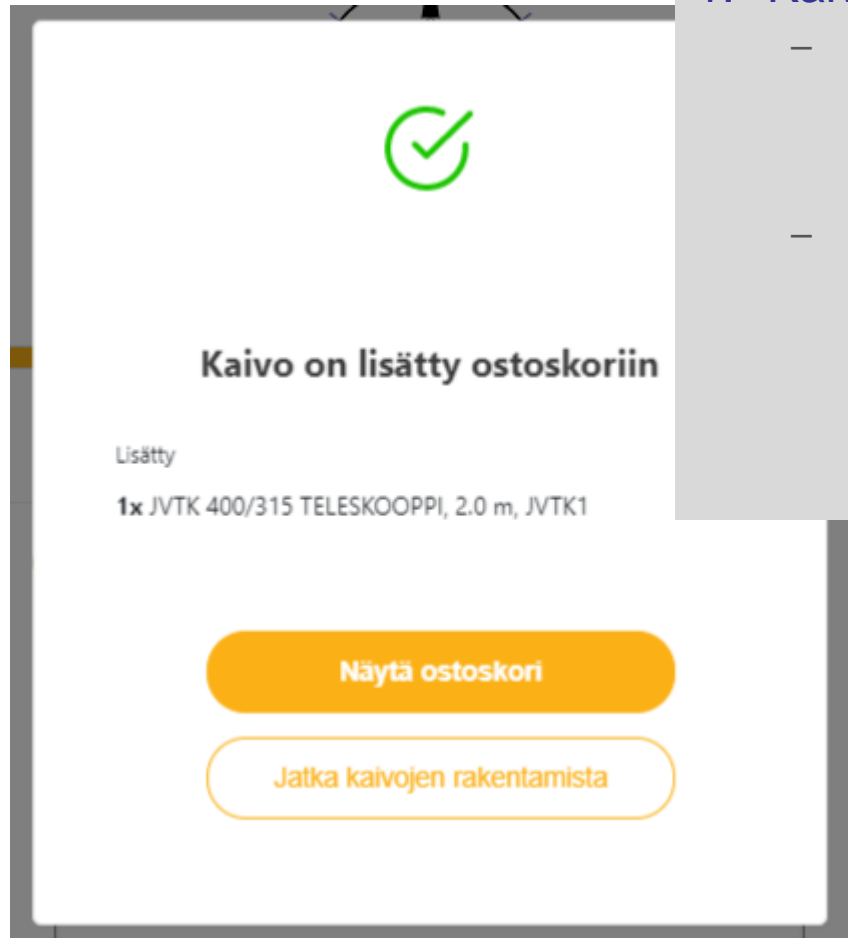 Kaivo on lisätty ostoskoriin
Lisätty
1x JVTK 400/315 TELESKOOPPI, 2.0 m, JVTK1
Näytä ostoskori
Jatka kaivojen rakentamista